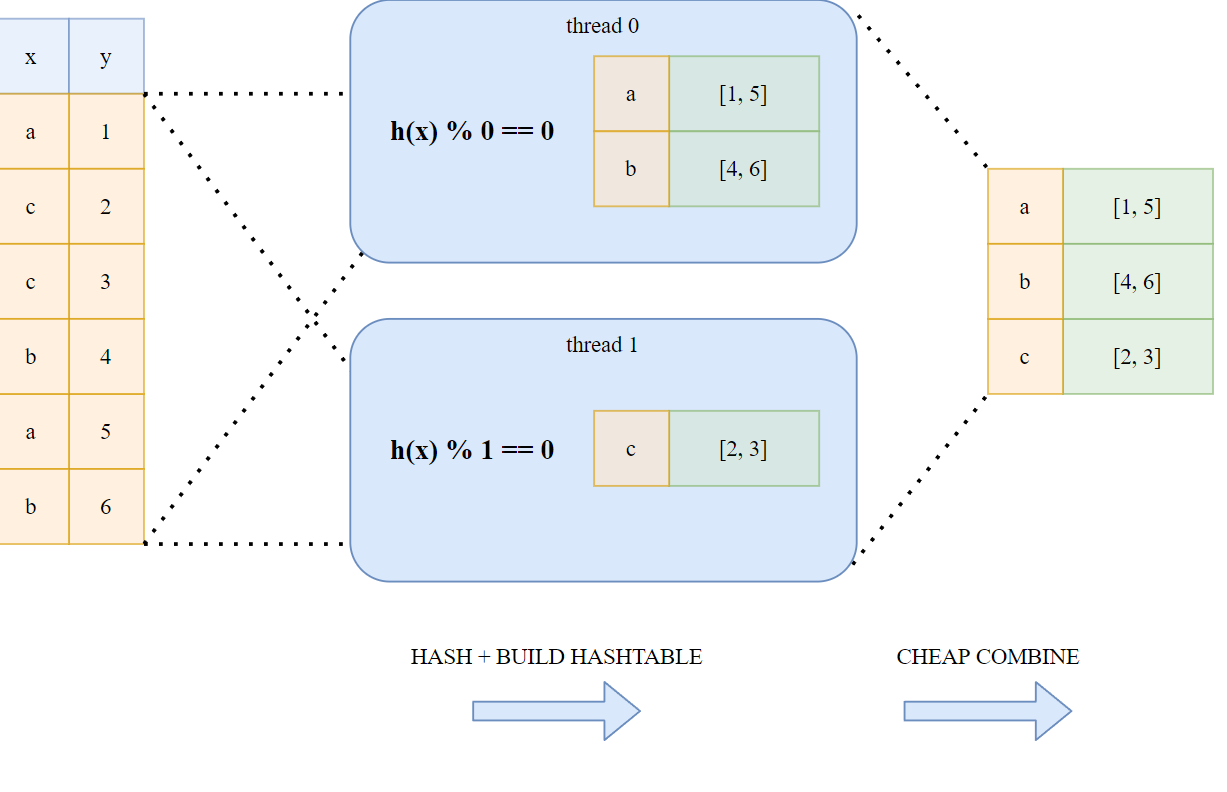 x y
a 1
c 2
c 3
b 4
a 5
b 6
thread 0
h(x) % 0 == 0
a [1, 5]
b [4, 6]
thread 1
h(x) % 1 == 0
c [2, 3]
a [1, 5]
b [4, 6]
c [2, 3]
HASH + BUILD HASHTABLE
CHEAP COMBINE